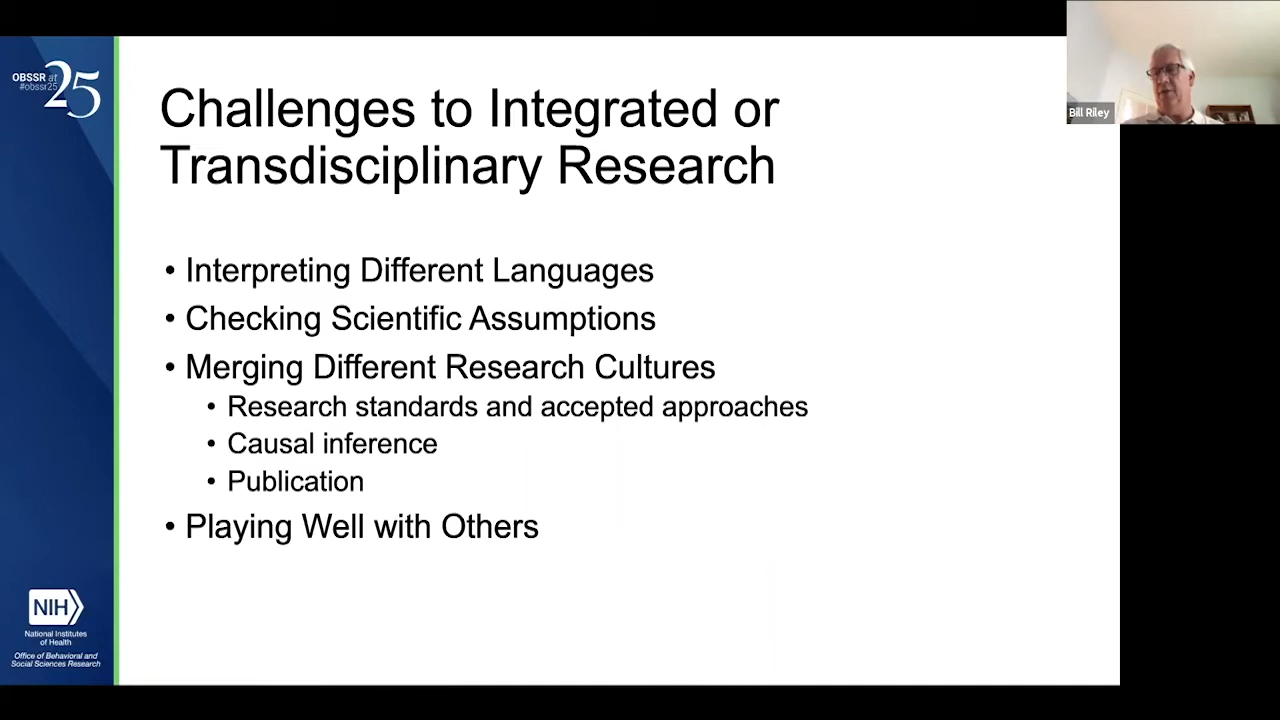 OBSSR at
#obssr25
25
Bill Riley
Challenges to Integrated or
Transdisciplinary Research
• Interpreting Different Languages
• Checking Scientific Assumptions
• Merging Different Research Cultures
• Research standards and accepted approaches
• Causal inference
• Publication
• Playing Well with Others
NIH
National Institutes
of Health
Office of Behavioral and
Social Sciences Research